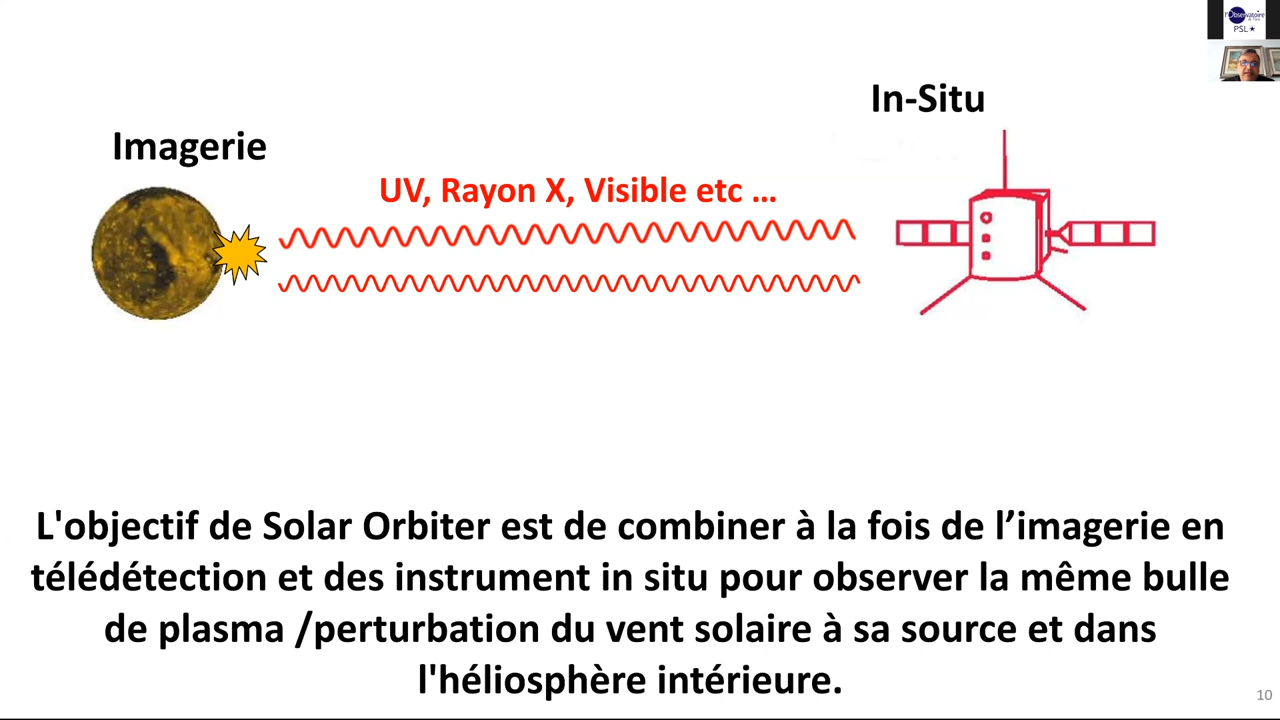 l'Observatoire
PSL★
In-Situ
Imagerie
UV, Rayon X, Visible etc ...
L'objectif de Solar Orbiter est de combiner à la fois de l’imagerie en
télédétection et des instrument in situ pour observer la même bulle
de plasma /perturbation du vent solaire à sa source et dans
l'héliosphère intérieure.
10